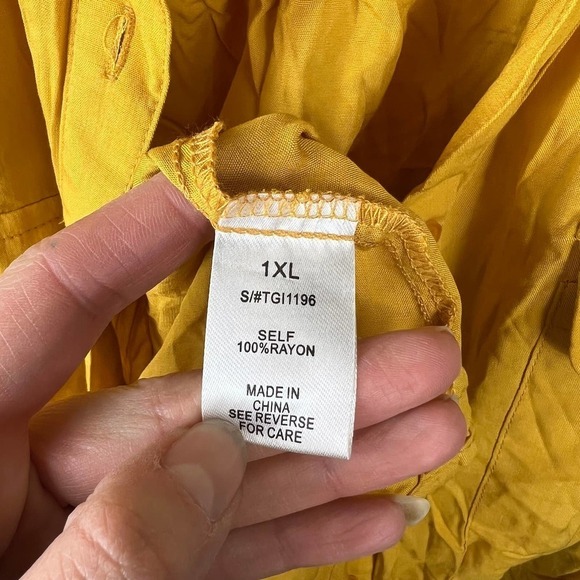 1XL
S/#TGI1196
SELF
100%RAYON
MADE IN
CHINA
SEE REVERSE
FOR CARE